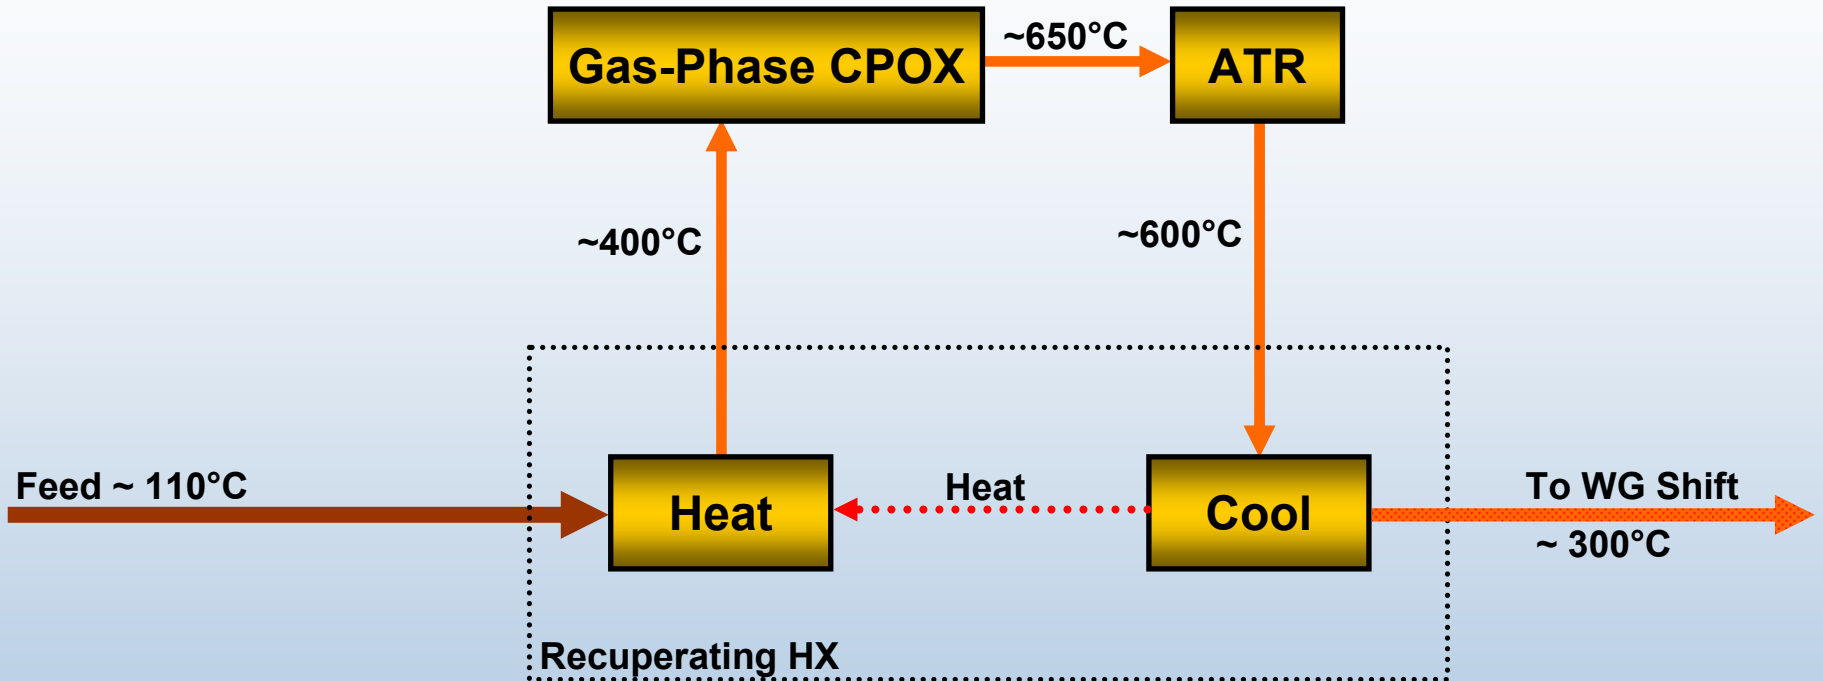 Gas-Phase CPOX
~650°C
ATR
~400°C
~600°C
Feed ~ 110°C
Heat
Heat
Cool
To WG Shift
~ 300°C
Recuperating HX